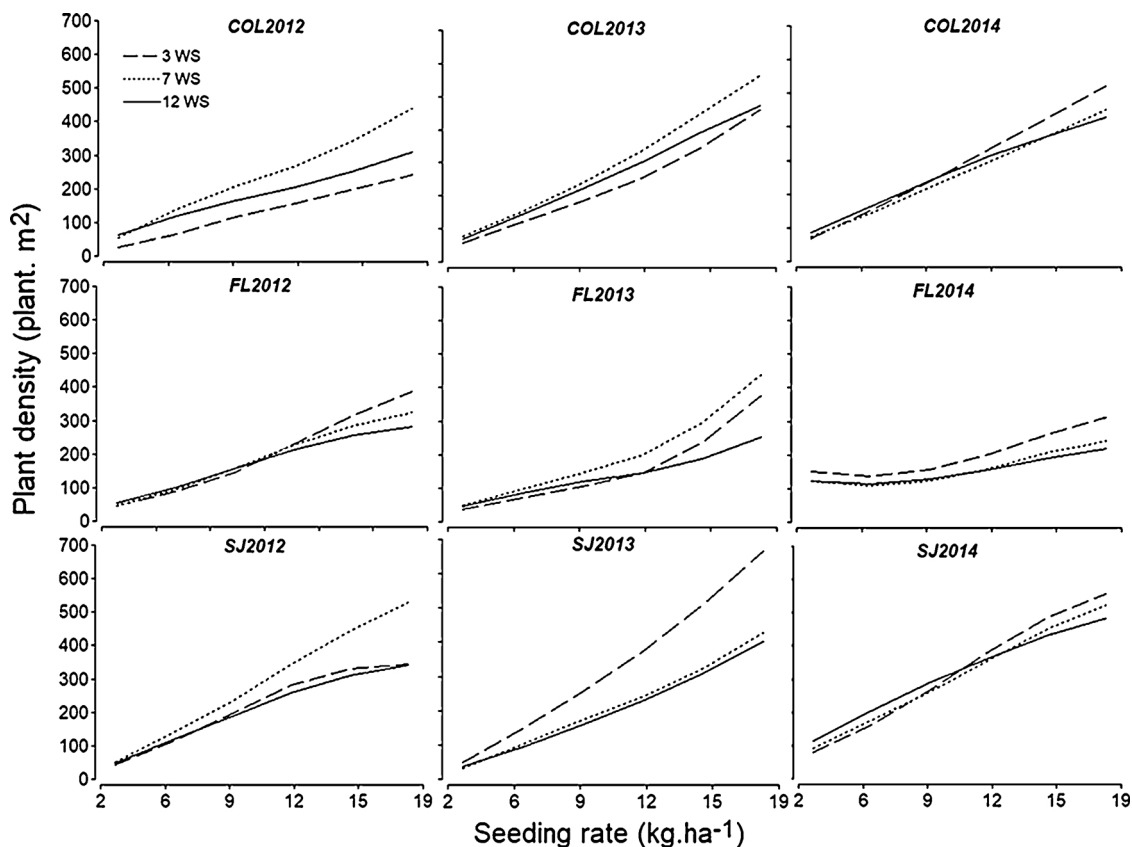 COL2012 COL2013 COL2014
3 WS
7 WS
12 WS
700
600
500
400
300
200
100
0
FL2012 FL2013 FL2014
700
600
500
400
300
200
100
0
SJ2012 SJ2013 SJ2014
700
600
500
400
300
200
100
0
2 6 9 12 15 19 2 6 9 12 15 19 2 6 9 12 15 19
Plant density (plant. m2)
Seeding rate (kg.ha-1)